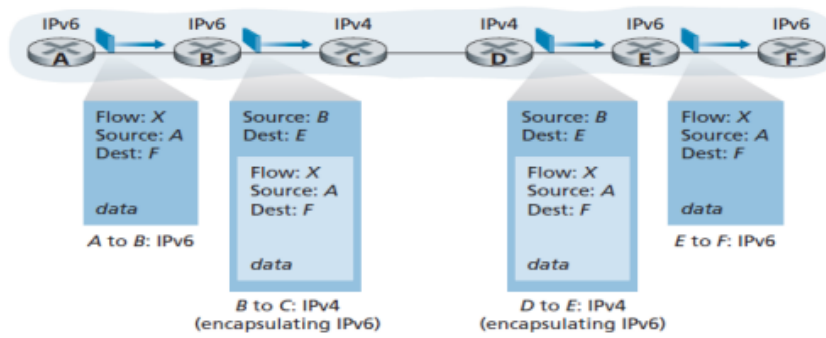 IPv6 IPv6 IPv4 IPv4 IPv6 IPv6
A B C D E F
Flow: X
Source: A
Dest: F
data
A to B: IPv6
Source: B
Dest: E
Flow: X
Source: A
Dest: F
data
B to C: IPv4
(encapsulating IPv6)
Source: B
Dest: E
Flow: X
Source: A
Dest: F
data
D to E: IPv4
(encapsulating IPv6)
Flow: X
Source: A
Dest: F
data
E to F: IPv6